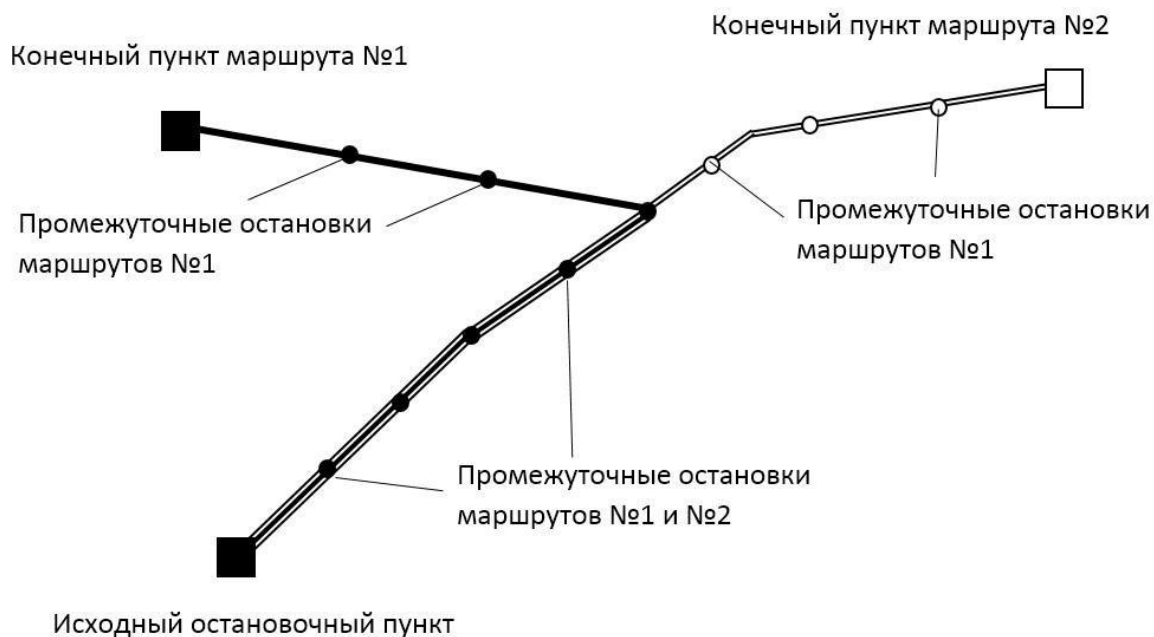 Конечный пункт маршрута №2
Конечный пункт маршрута №1
Промежуточные остановки
маршрутов №1
Промежуточные остановки
маршрутов №1
Промежуточные остановки
маршрутов №1 и №2
Исходный остановочный пункт